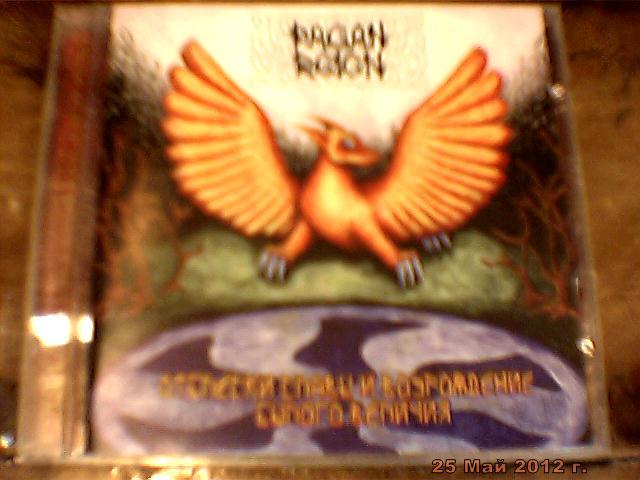 PAGAN
REIGN
ОТБЛЕСКИ СЛАВЫ И ВОЗРОЖДЕНИЕ
БЫЛОГО ВЕЛИЧИЯ
25 Май 2012 г.